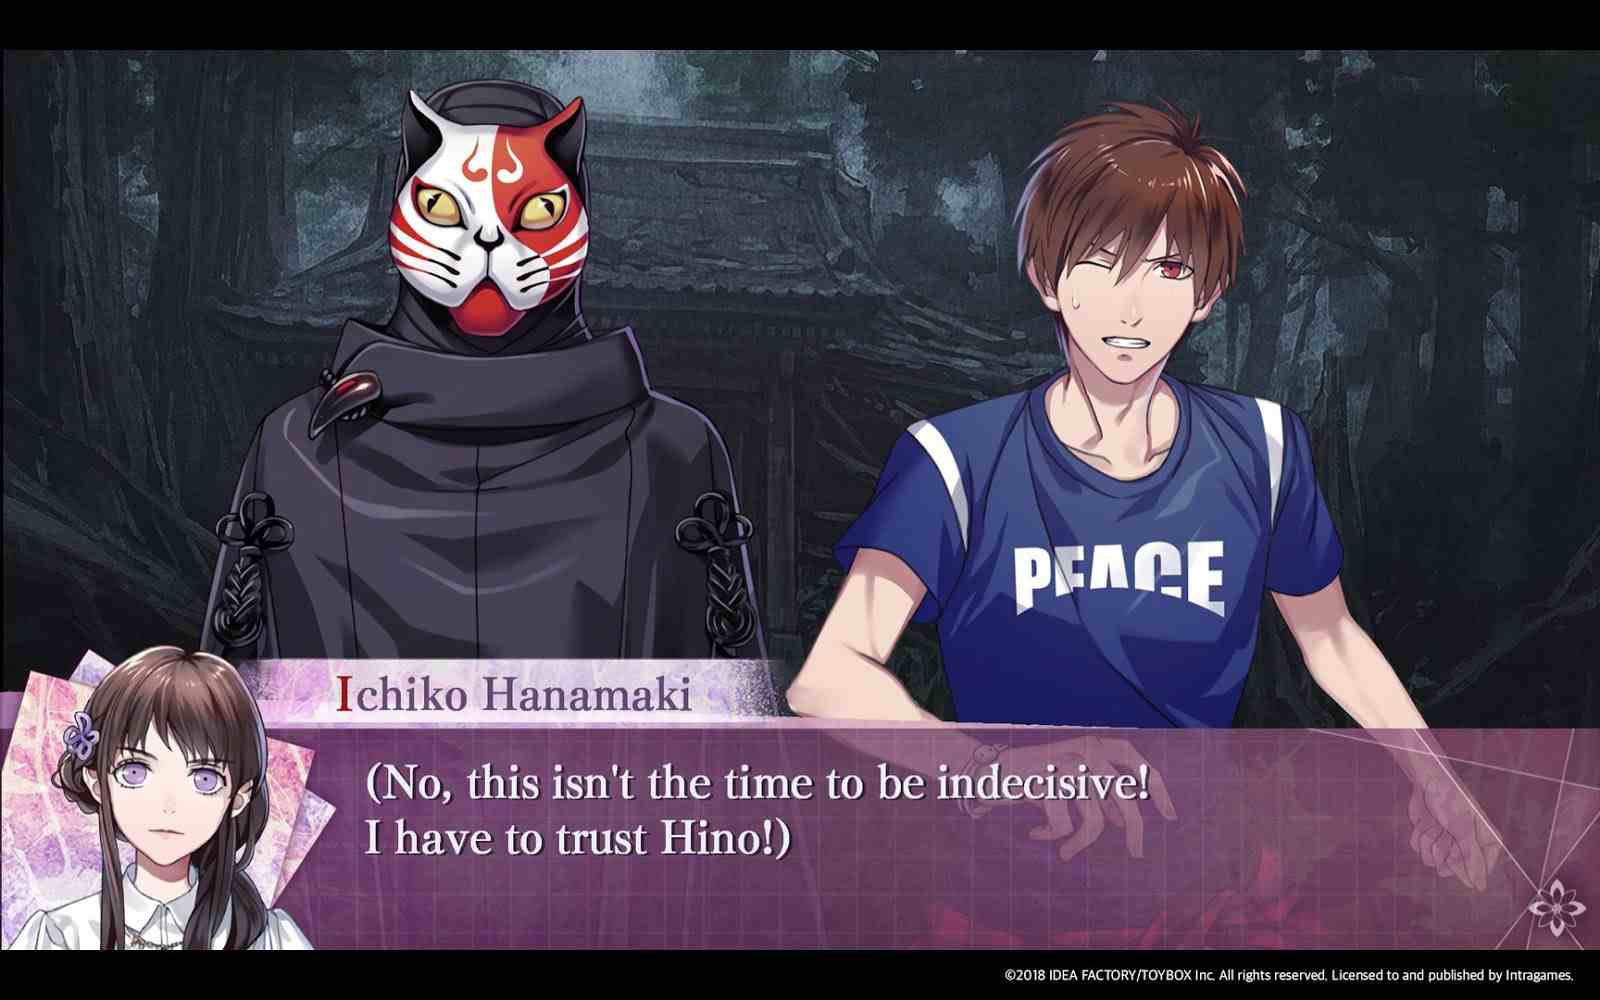 PEACE
Ichiko Hanamaki
(No, this isn't the time to be indecisive!
I have to trust Hino!)
©2018 IDEA FACTORY/TOYBOX Inc. All rights reserved. Licensed to and published by Intragames.